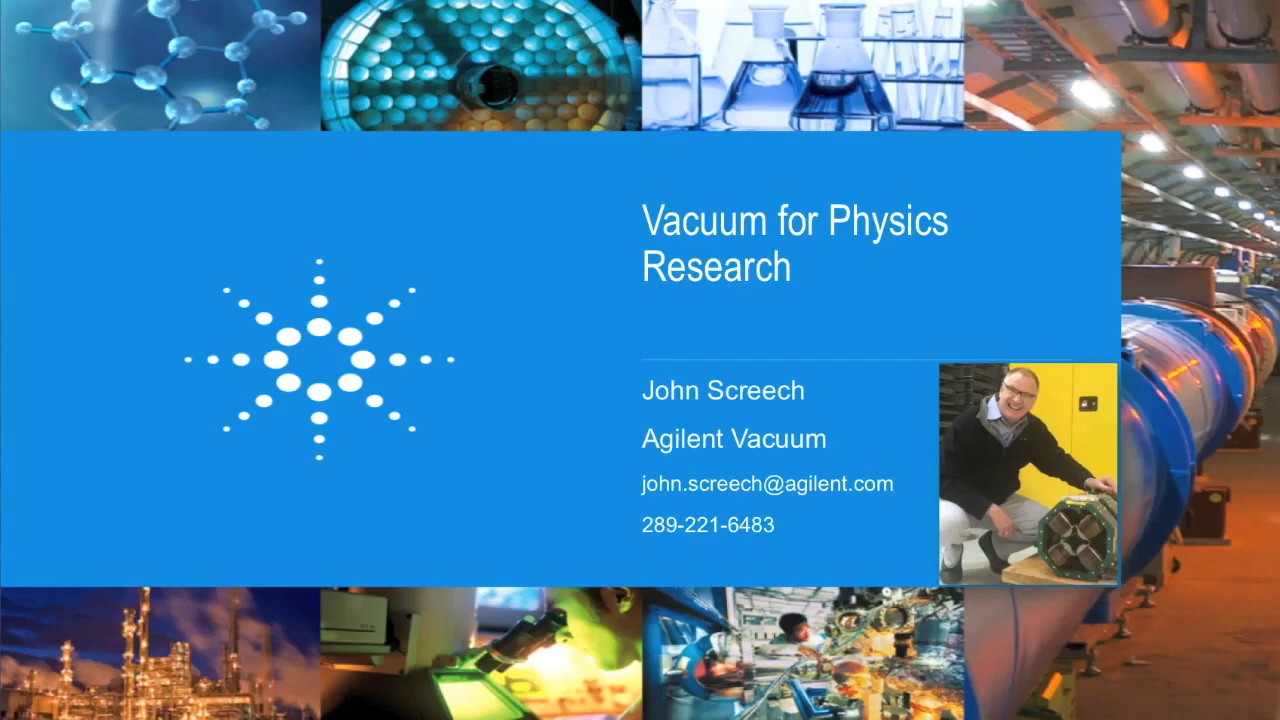 Vacuum for Physics
Research
John Screech
Agilent Vacuum
john.screech@agilent.com
289-221-6483